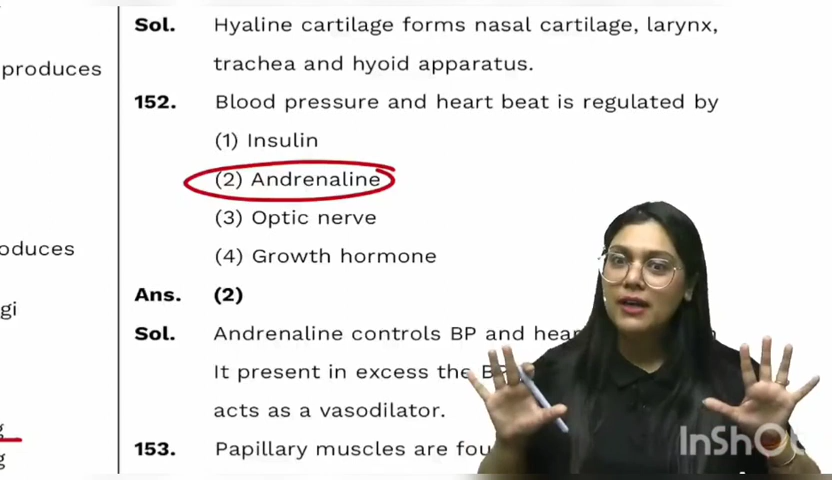 produces
oduces
gi
g
g
Sol. Hyaline cartilage forms nasal cartilage, larynx,
trachea and hyoid apparatus.
152. Blood pressure and heart beat is regulated by
(1) Insulin
(2) Andrenaline
(3) Optic nerve
(4) Growth hormone
Ans. (2)
Sol. Andrenaline controls BP and
It present in excess the
acts as a vasodilator.
153. Papillary muscles are
InShOt